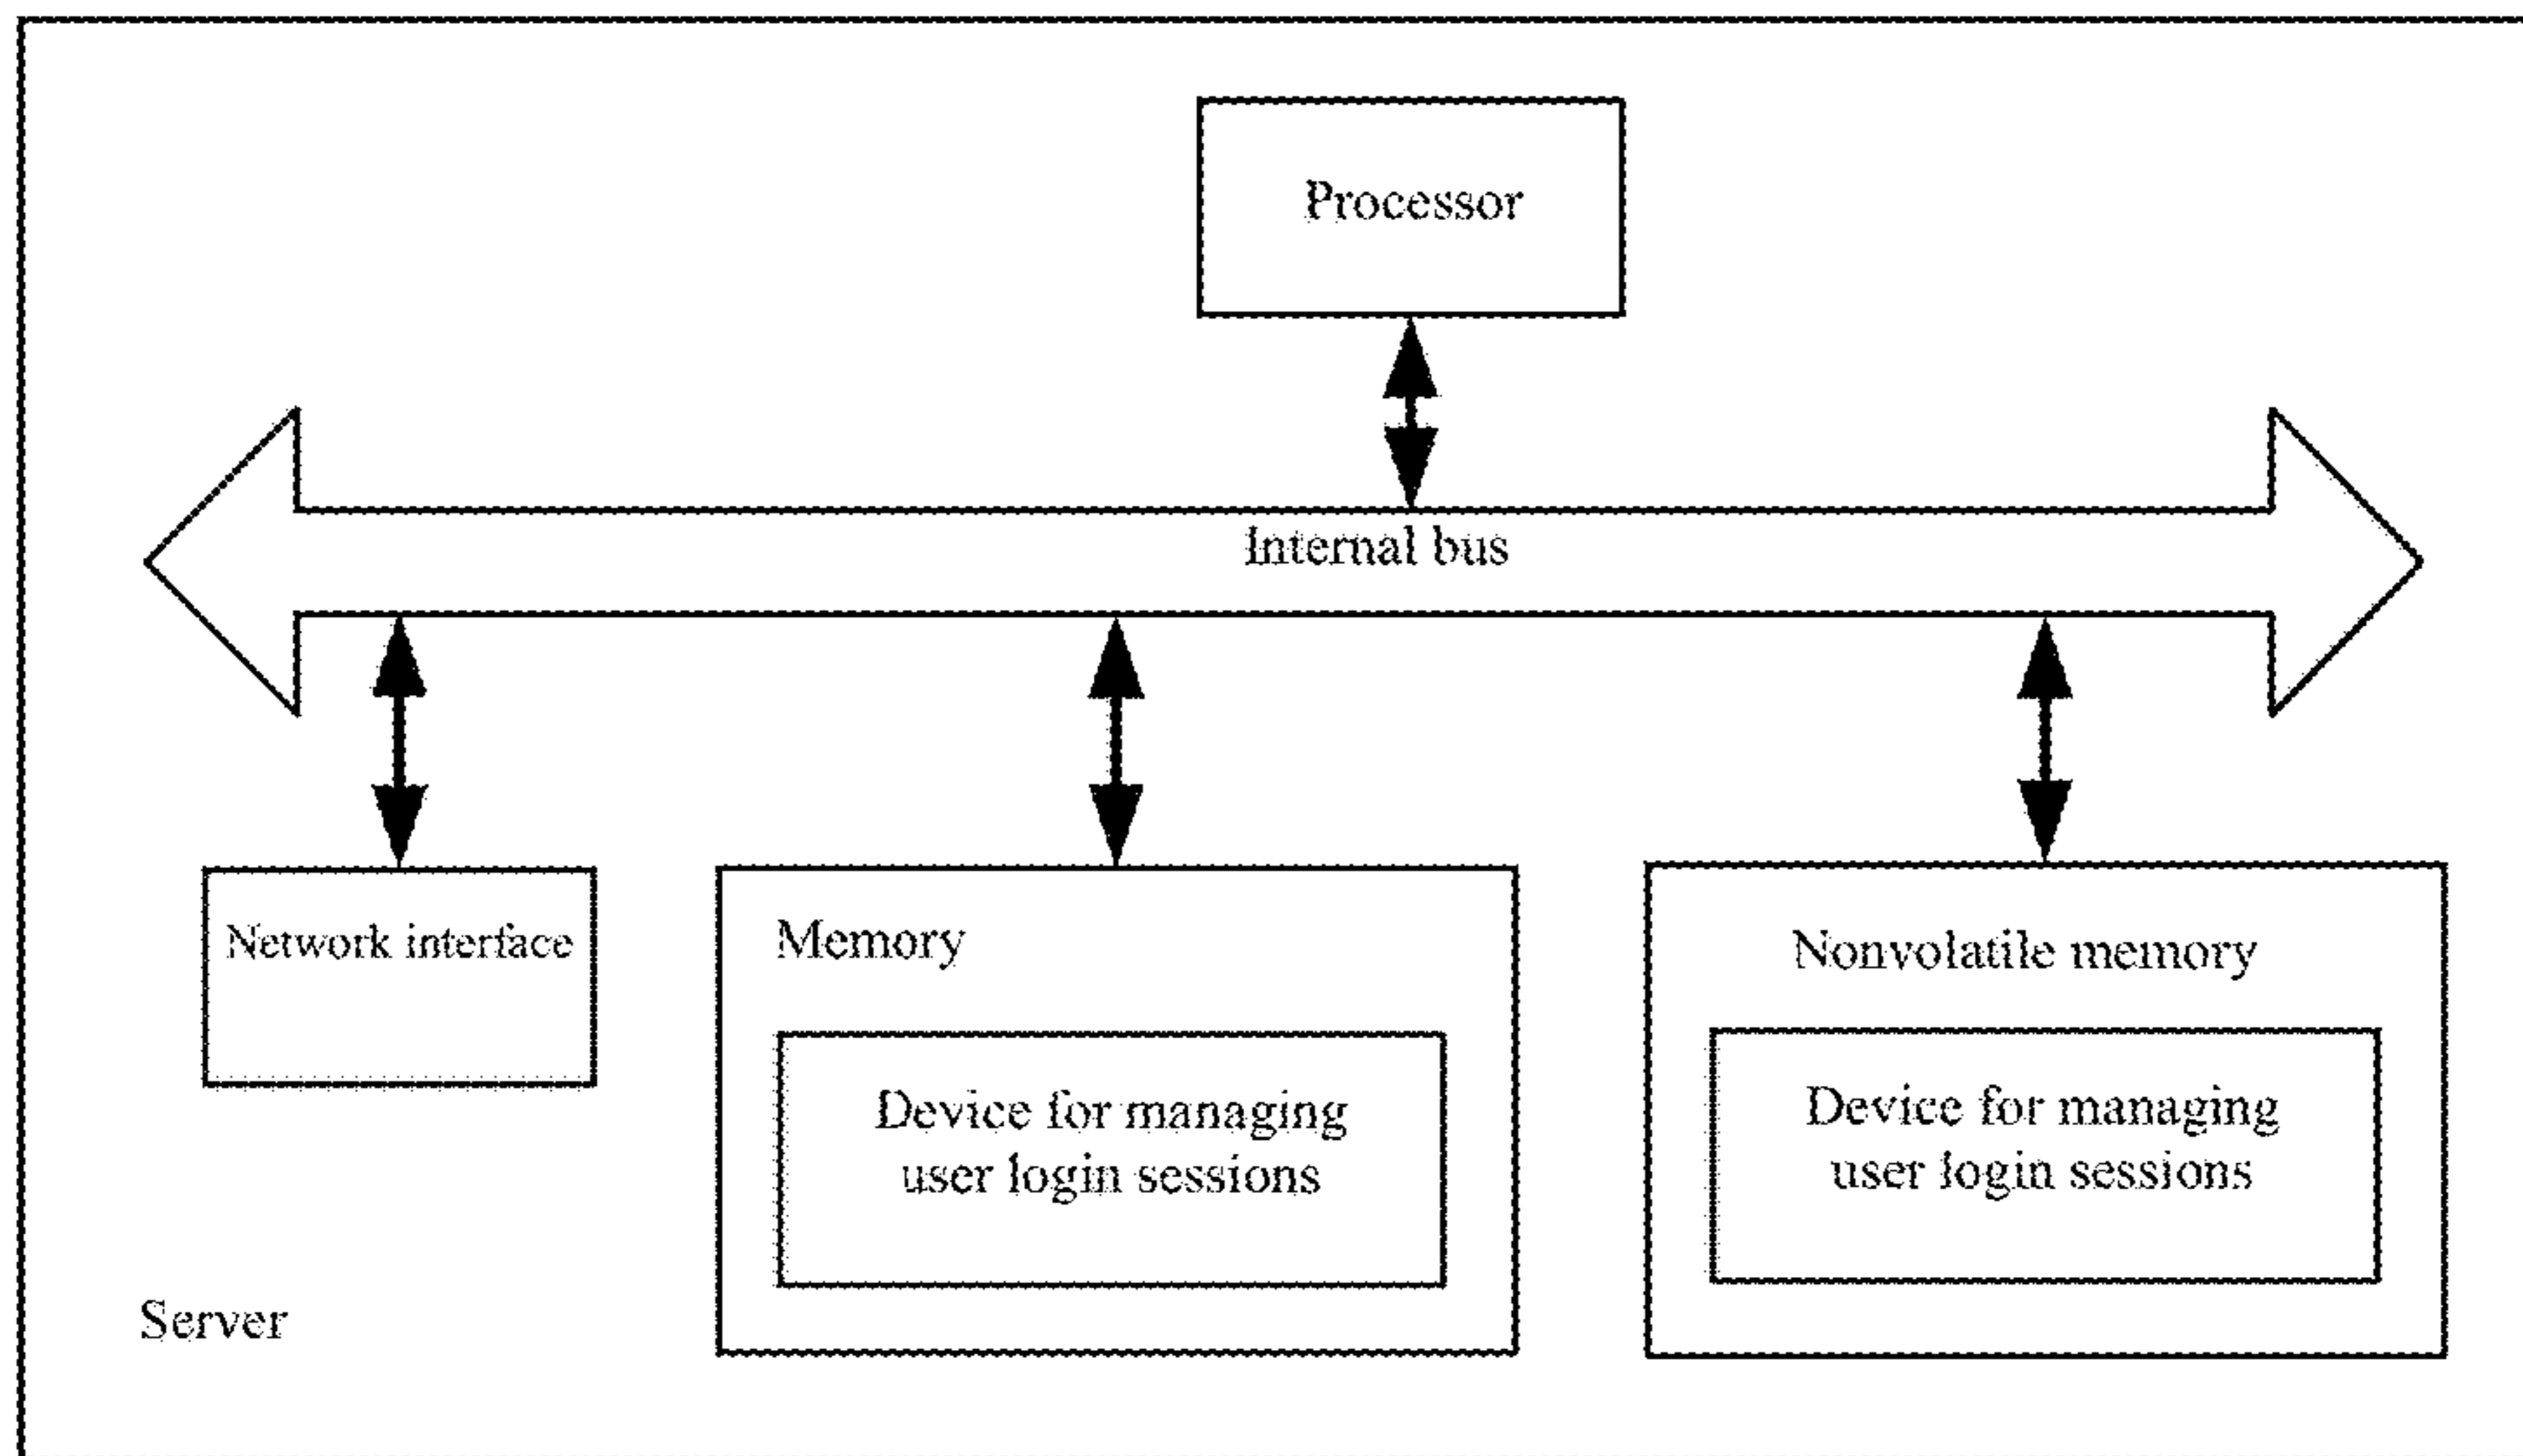 Processor
Internal bus
Network interface
Memory
Device for managing
user login sessions
Nonvolatile memory
Device for managing
user login sessions
Server